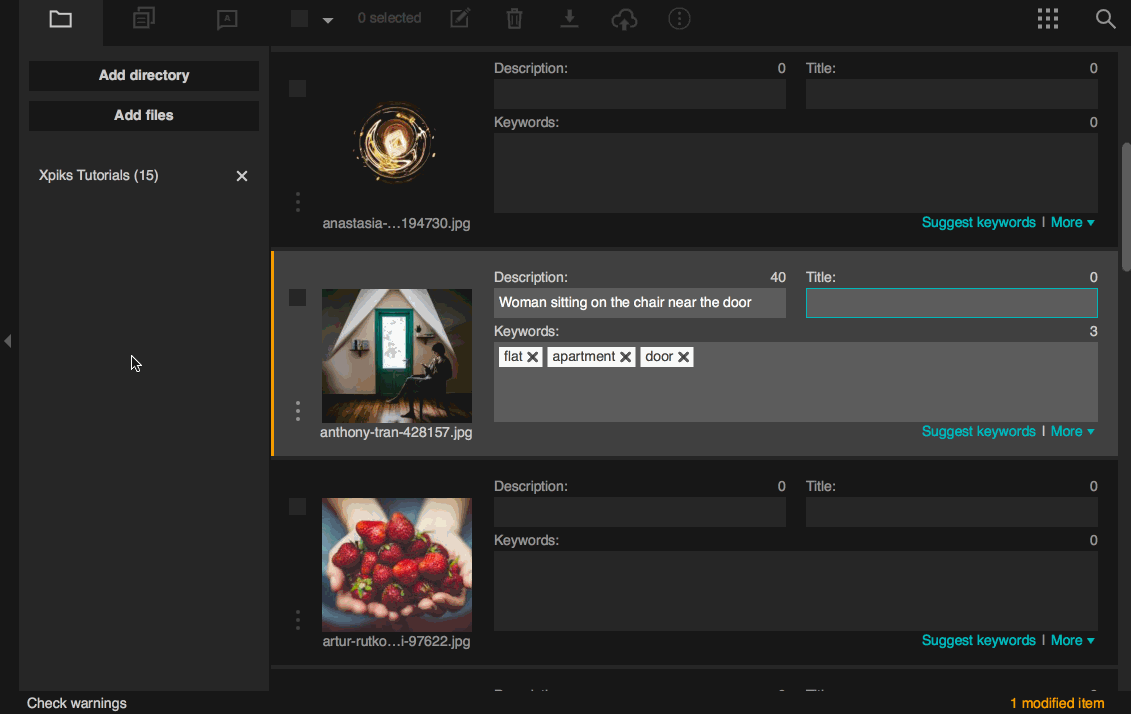 A
0 selected
Add directory
Add files
Xpiks Tutorials (15)
Description: 0 Title: 0
Keywords: 0
anastasia-...194730.jpg
Suggest keywords | More
Description: 40 Title: 0
Woman sitting on the chair near the door
Keywords: 3
flat apartment door
anthony-tran-428157.jpg
Suggest keywords | More
Description: 0 Title: 0
Keywords: 0
artur-rutko...i-97622.jpg
Suggest keywords | More
Check warnings
1 modified item